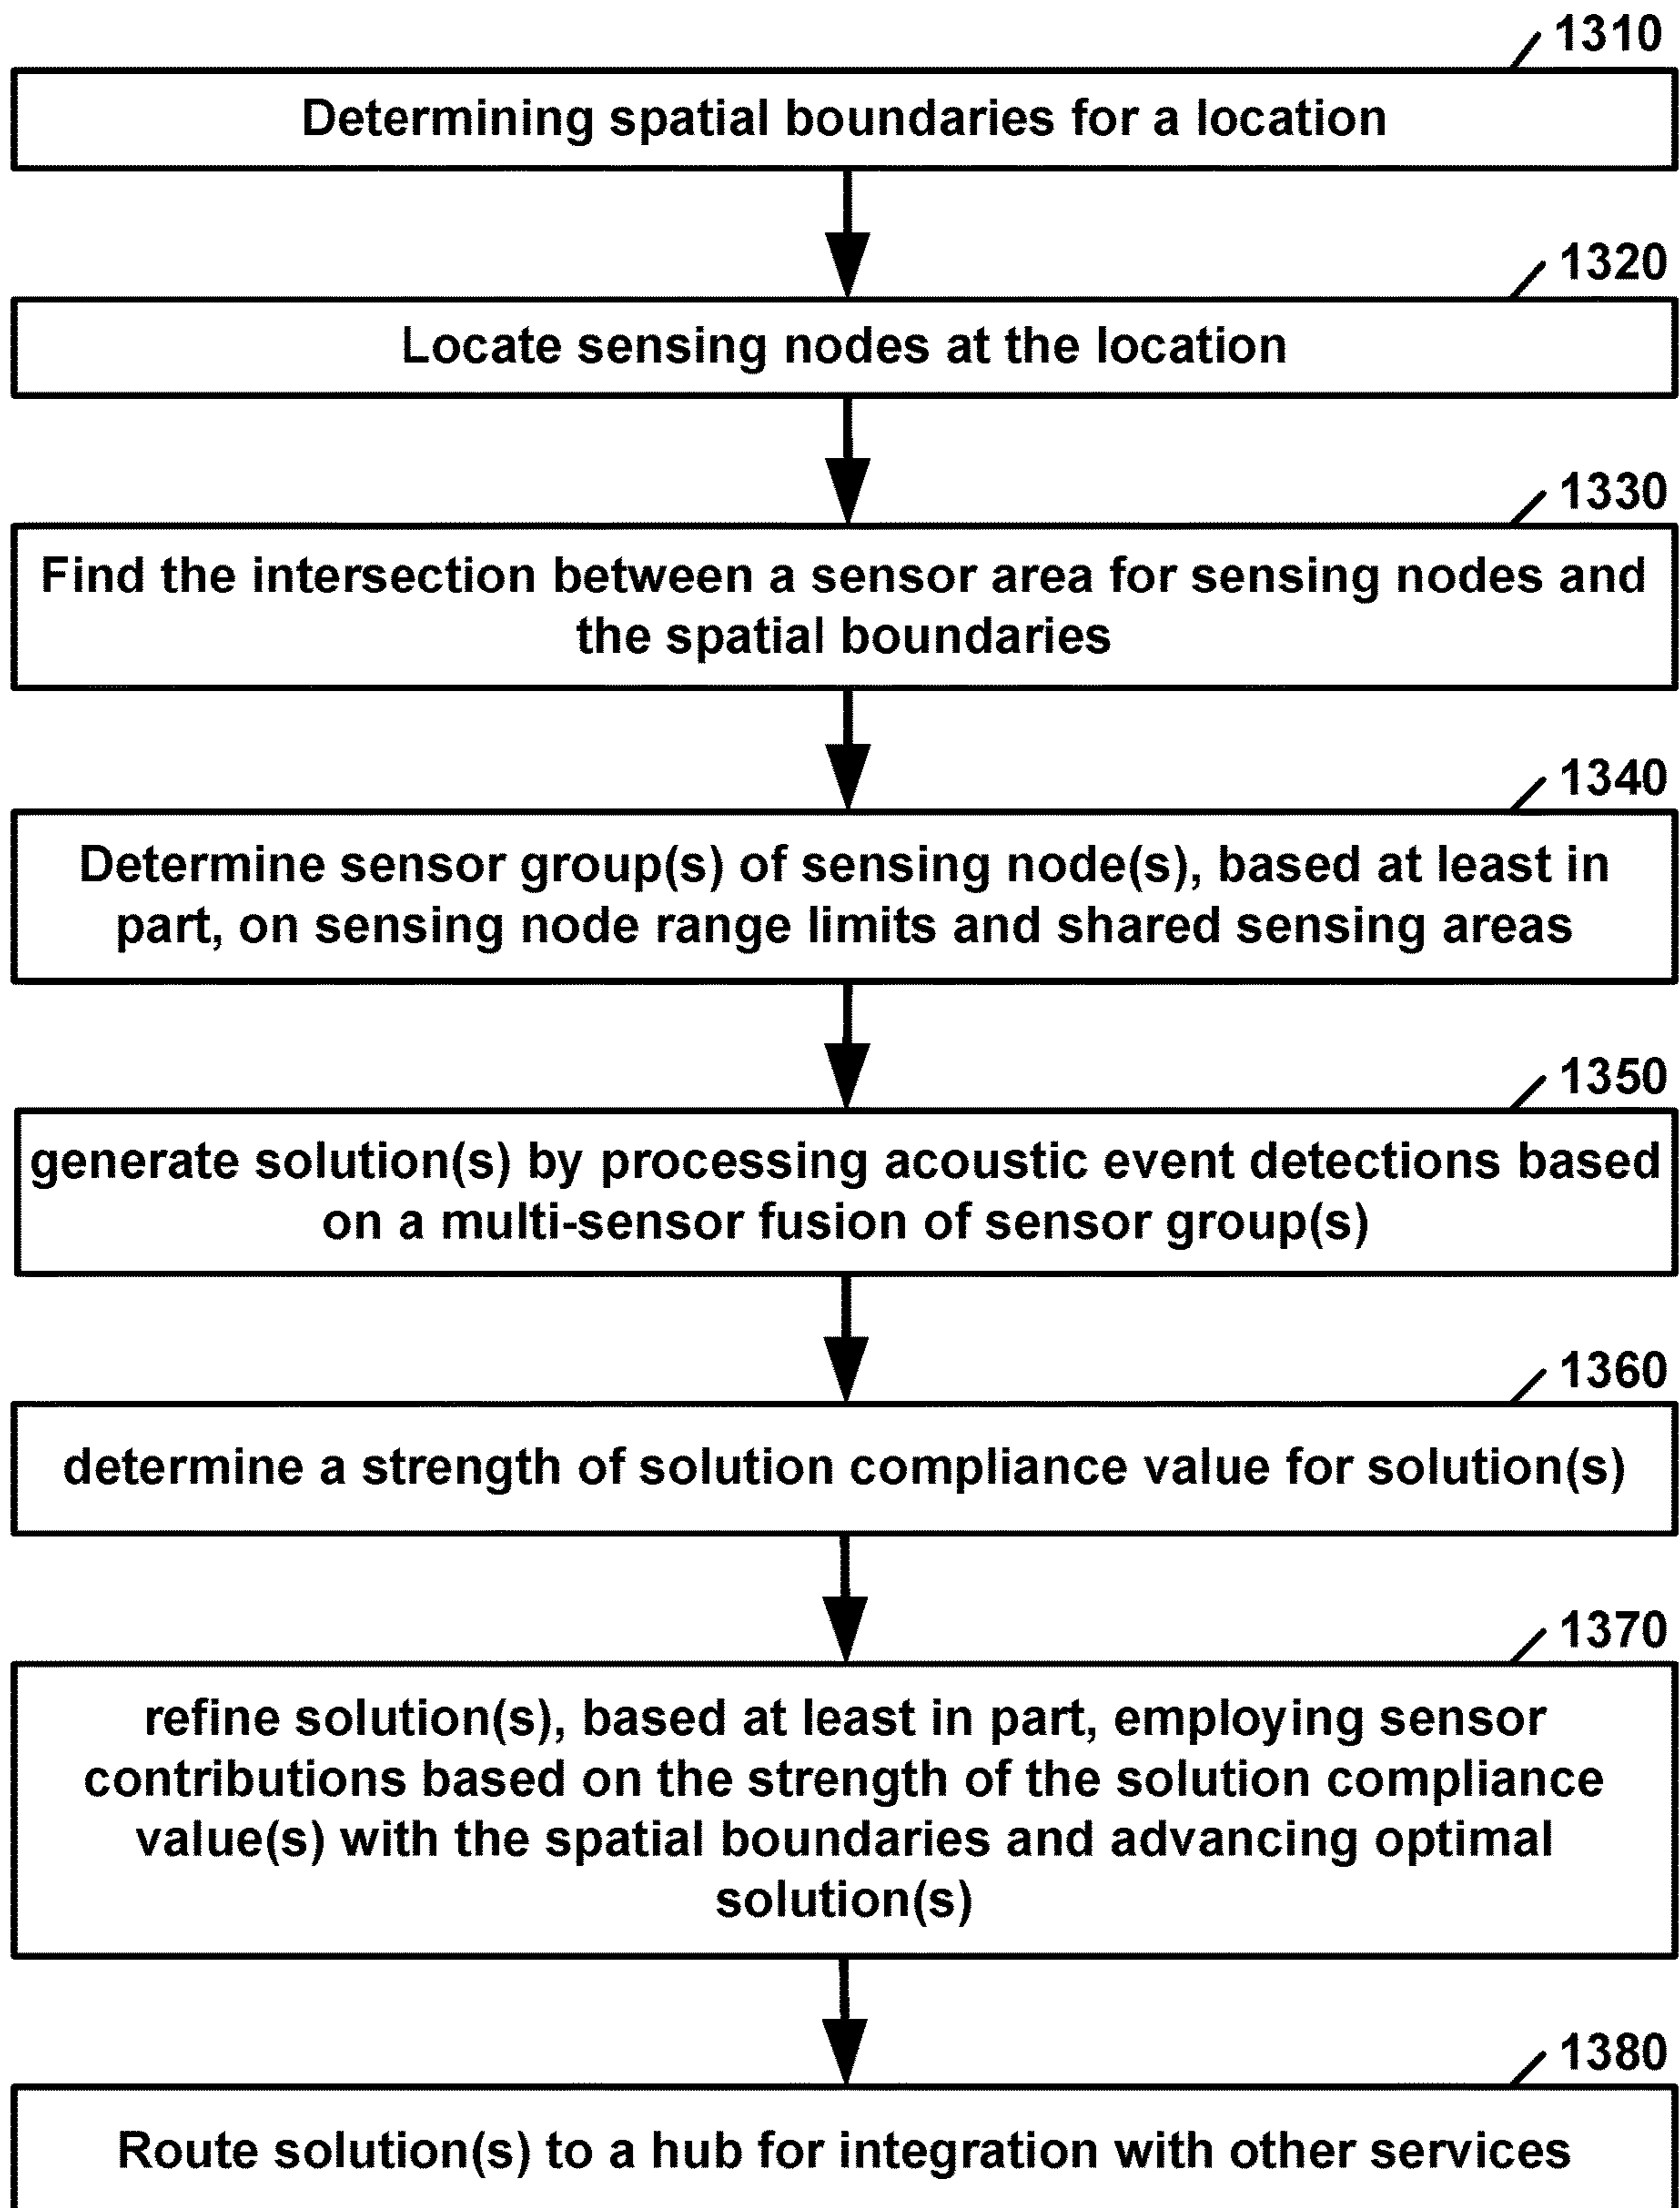 1310
Determining spatial boundaries for a location
1320
Locate sensing nodes at the location
1330
Find the intersection between a sensor area for sensing nodes and
the spatial boundaries
1340
Determine sensor group(s) of sensing node(s), based at least in
part, on sensing node range limits and shared sensing areas
1350
generate solution(s) by processing acoustic event detections based
on a multi-sensor fusion of sensor group(s)
1360
determine a strength of solution compliance value for solution(s)
1370
refine solution(s), based at least in part, employing sensor
contributions based on the strength of the solution compliance
value(s) with the spatial boundaries and advancing optimal
solution(s)
1380
Route solution(s) to a hub for integration with other services